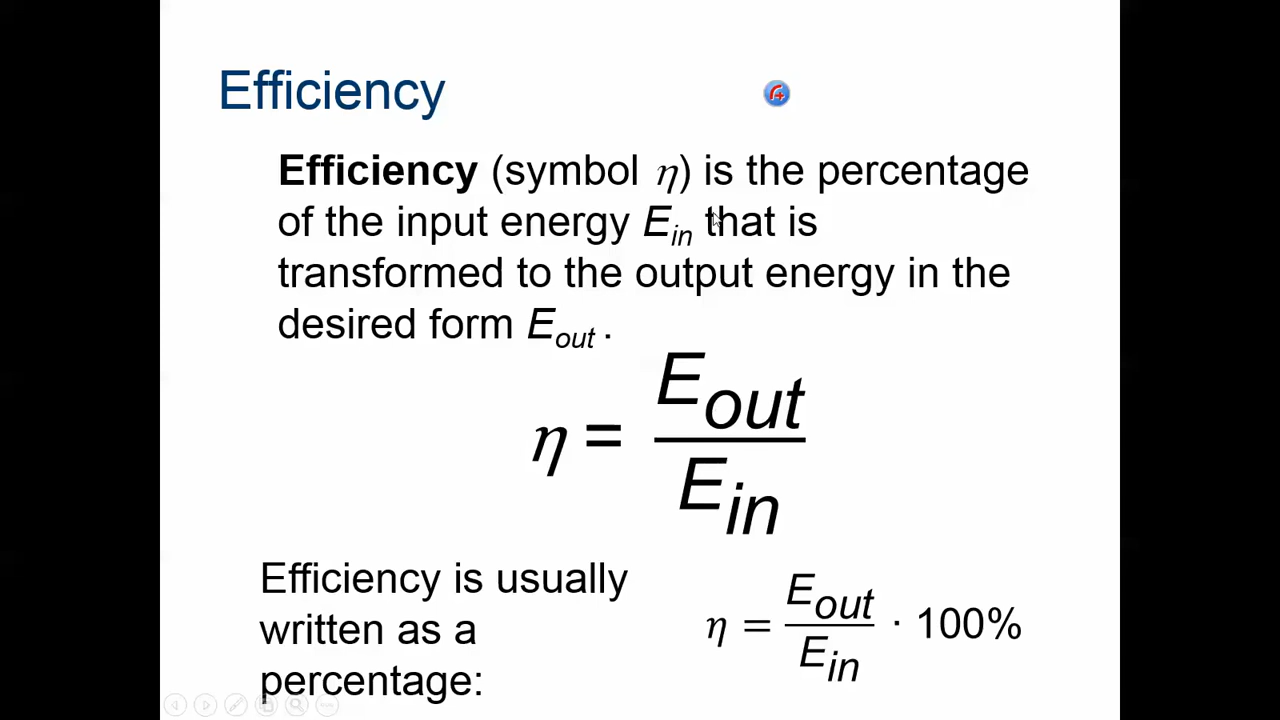 Efficiency
Efficiency (symbol η) is the percentage
of the input energy E_in that is
transformed to the output energy in the
desired form E_out .
η = E_out / E_in
Efficiency is usually
written as a
percentage:
η = E_out / E_in · 100%